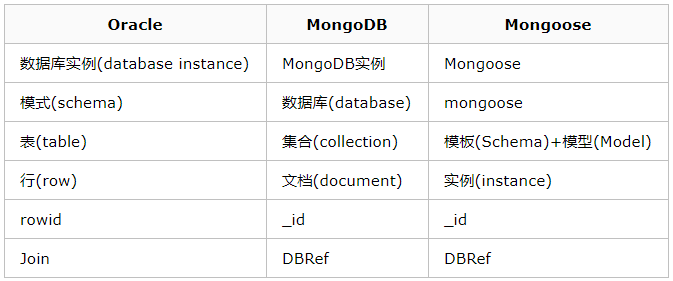 Oracle MongoDB Mongoose
数据库实例(database instance) MongoDB实例 Mongoose
模式(schema) 数据库(database) mongoose
表(table) 集合(collection) 模板(Schema)+模型(Model)
行(row) 文档(document) 实例(instance)
rowid _id _id
Join DBRef DBRef